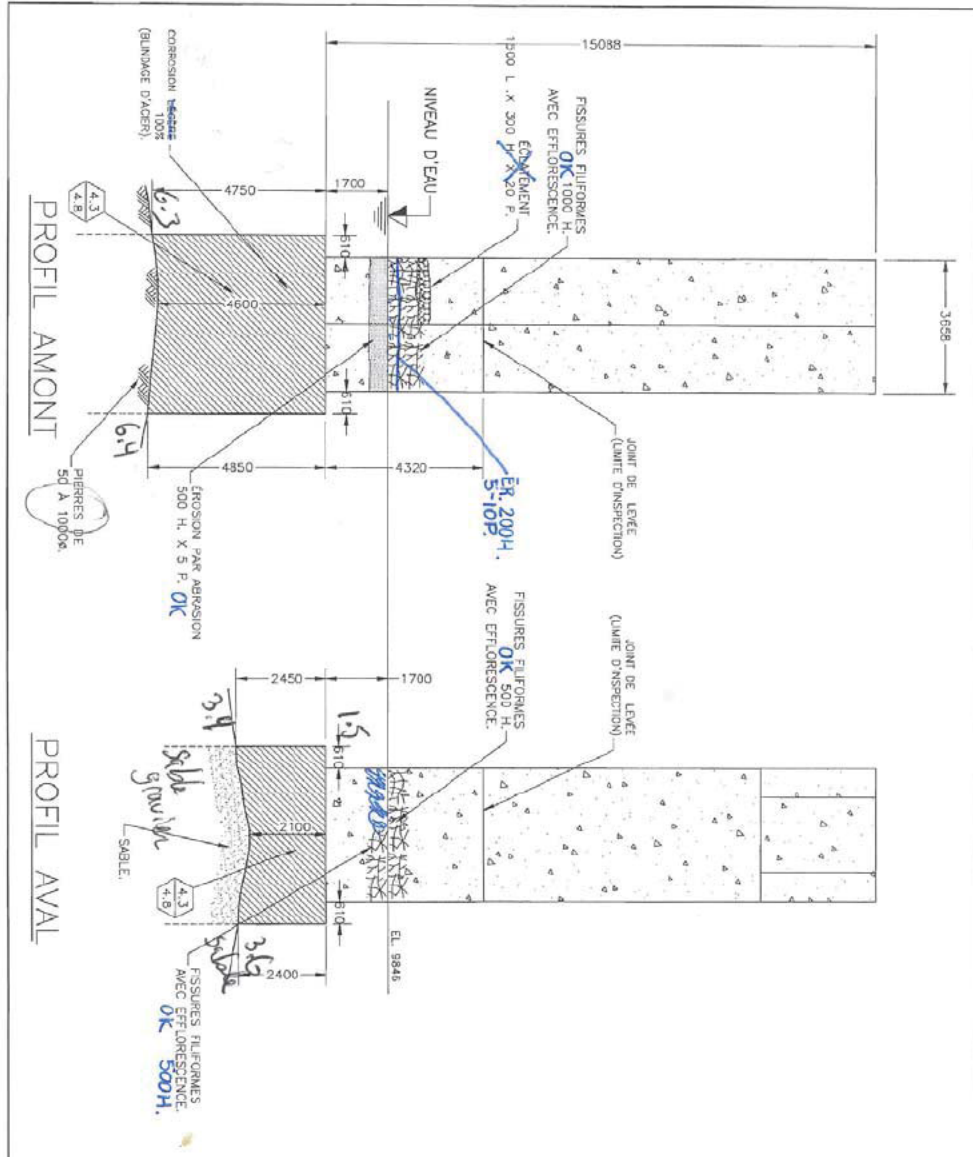 15088
3658
FISSURES FILIFORMES
OK 1000 H.
AVEC EFFLORESCENCE.
ÉCLATEMENT
1500 L. X 300 H. X 20 P.
NIVEAU D'EAU
1700
4750
610
610
4600
CORROSION LÉGÈRE
100%
(BLINDAGE D'ACIER).
4.3
4.8
6.3
6.4
PIERRES DE
50 À 1000ø.
4850
4320
ÉROSION PAR ABRASION
500 H. X 5 P. OK
ÉR. 200H.
5-10P.
JOINT DE LEVÉE
(LIMITE D'INSPECTION)
PROFIL AMONT
JOINT DE LEVÉE
(LIMITE D'INSPECTION)
FISSURES FILIFORMES
OK 500 H.
AVEC EFFLORESCENCE.
1700
2450
1.5
610
610
2100
3.4
Sable
gravier
SABLE.
4.3
4.8
EL. 9846
2400
FISSURES FILIFORMES
AVEC EFFLORESCENCE.
OK 500H.
PROFIL AVAL